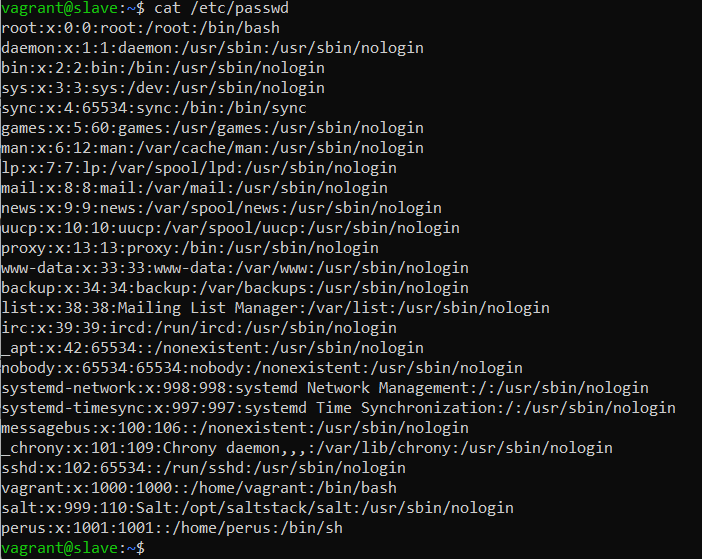 vagrant@slave:~$ cat /etc/passwd
root:x:0:0:root:/root:/bin/bash
daemon:x:1:1:daemon:/usr/sbin:/usr/sbin/nologin
bin:x:2:2:bin:/bin:/usr/sbin/nologin
sys:x:3:3:sys:/dev:/usr/sbin/nologin
sync:x:4:65534:sync:/bin:/bin/sync
games:x:5:60:games:/usr/games:/usr/sbin/nologin
man:x:6:12:man:/var/cache/man:/usr/sbin/nologin
lp:x:7:7:lp:/var/spool/lpd:/usr/sbin/nologin
mail:x:8:8:mail:/var/mail:/usr/sbin/nologin
news:x:9:9:news:/var/spool/news:/usr/sbin/nologin
uucp:x:10:10:uucp:/var/spool/uucp:/usr/sbin/nologin
proxy:x:13:13:proxy:/bin:/usr/sbin/nologin
www-data:x:33:33:www-data:/var/www:/usr/sbin/nologin
backup:x:34:34:backup:/var/backups:/usr/sbin/nologin
list:x:38:38:Mailing List Manager:/var/list:/usr/sbin/nologin
irc:x:39:39:ircd:/run/ircd:/usr/sbin/nologin
_apt:x:42:65534::/nonexistent:/usr/sbin/nologin
nobody:x:65534:65534:nobody:/nonexistent:/usr/sbin/nologin
systemd-network:x:998:998:systemd Network Management:/:/usr/sbin/nologin
systemd-timesync:x:997:997:systemd Time Synchronization:/:/usr/sbin/nologin
messagebus:x:100:106::/nonexistent:/usr/sbin/nologin
_chrony:x:101:109:Chrony daemon,,,:/var/lib/chrony:/usr/sbin/nologin
sshd:x:102:65534::/run/sshd:/usr/sbin/nologin
vagrant:x:1000:1000::/home/vagrant:/bin/bash
salt:x:999:110:Salt:/opt/saltstack/salt:/usr/sbin/nologin
perus:x:1001:1001::/home/perus:/bin/sh
vagrant@slave:~$